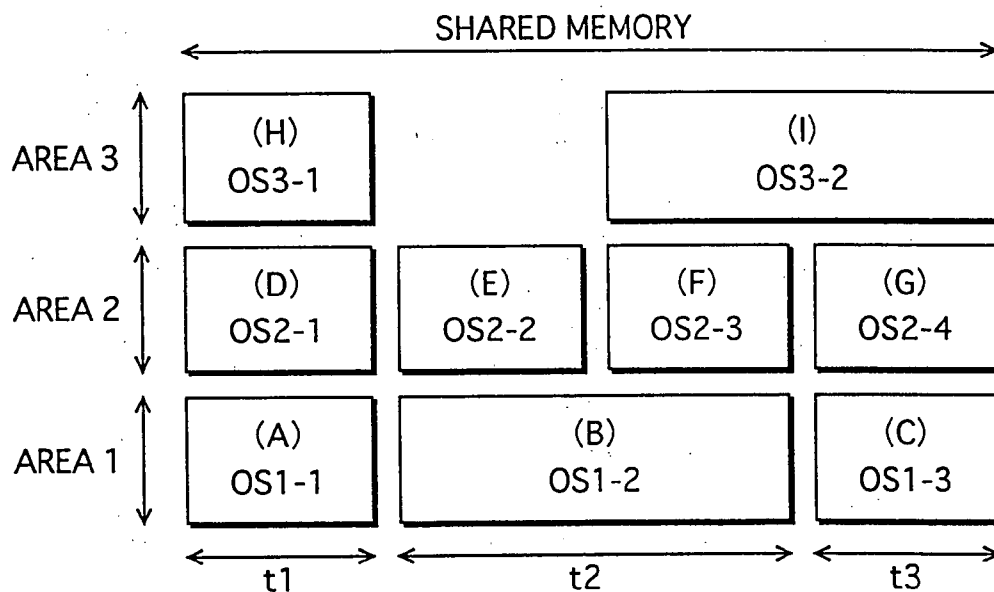 SHARED MEMORY
AREA 3
(H)
OS3-1
(I)
OS3-2
AREA 2
(D)
OS2-1
(E)
OS2-2
(F)
OS2-3
(G)
OS2-4
AREA 1
(A)
OS1-1
(B)
OS1-2
(C)
OS1-3
t1
t2
t3